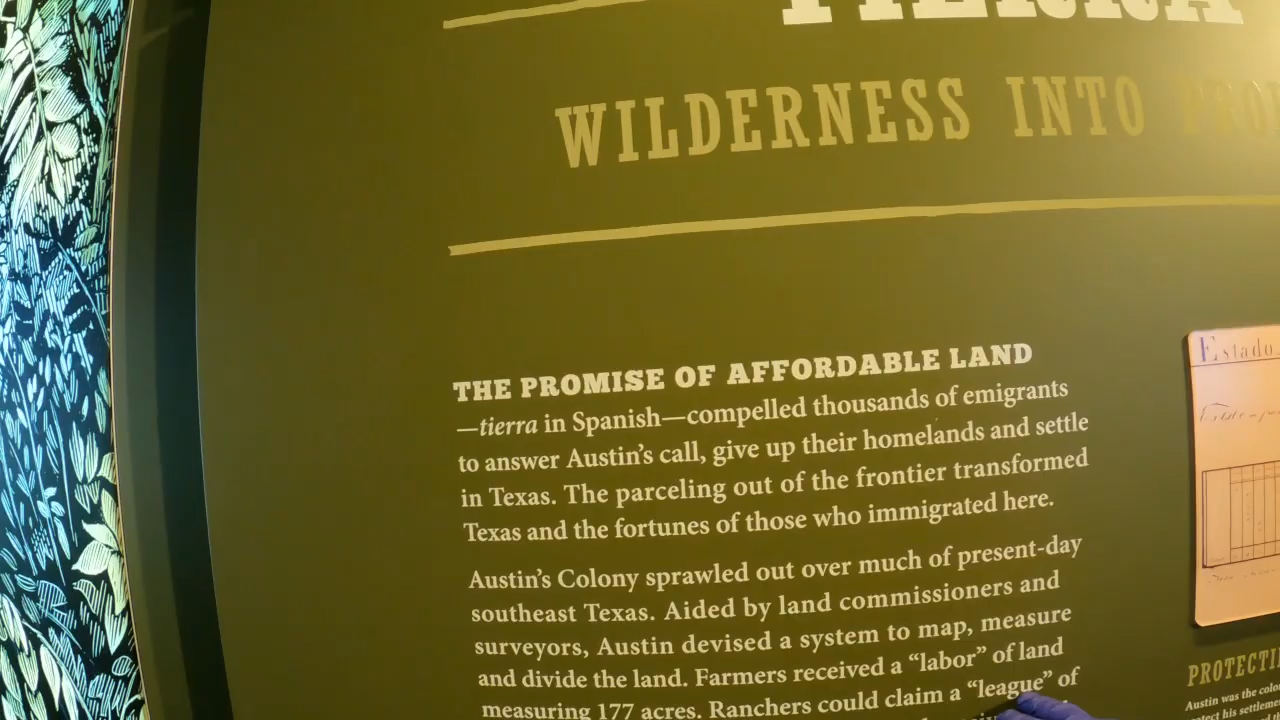 WILDERNESS INTO
THE PROMISE OF AFFORDABLE LAND
—tierra in Spanish—compelled thousands of emigrants
to answer Austin's call, give up their homelands and settle
in Texas. The parceling out of the frontier transformed
Texas and the fortunes of those who immigrated here.
Austin's Colony sprawled out over much of present-day
southeast Texas. Aided by land commissioners and
surveyors, Austin devised a system to map, measure
and divide the land. Farmers received a “labor” of land
measuring 177 acres. Ranchers could claim a “league” of
Estado
Austin was the